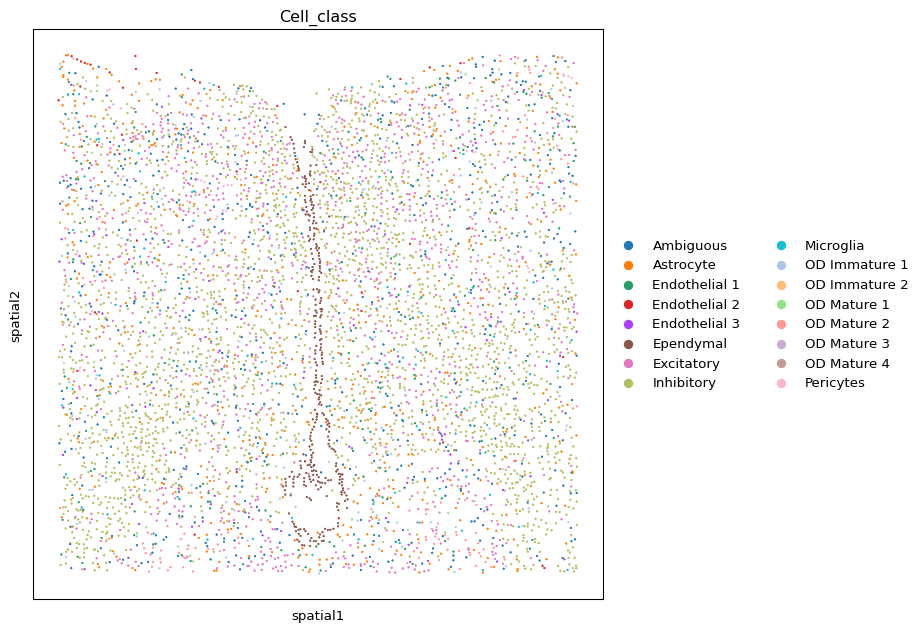 Cell_class
spatial2
spatial1
Ambiguous
Astrocyte
Endothelial 1
Endothelial 2
Endothelial 3
Ependymal
Excitatory
Inhibitory
Microglia
OD Immature 1
OD Immature 2
OD Mature 1
OD Mature 2
OD Mature 3
OD Mature 4
Pericytes